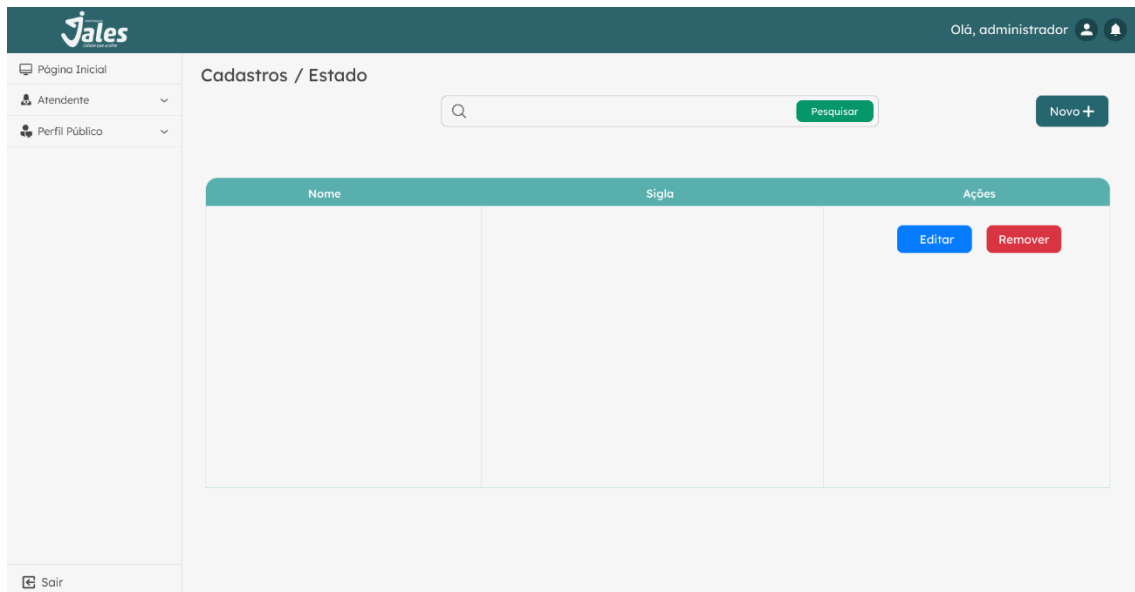 Jales
Olá, administrador
Página Inicial
Atendente
Perfil Público
Cadastros / Estado
Pesquisar
Novo +
Nome Sigla Ações
Editar Remover
Sair